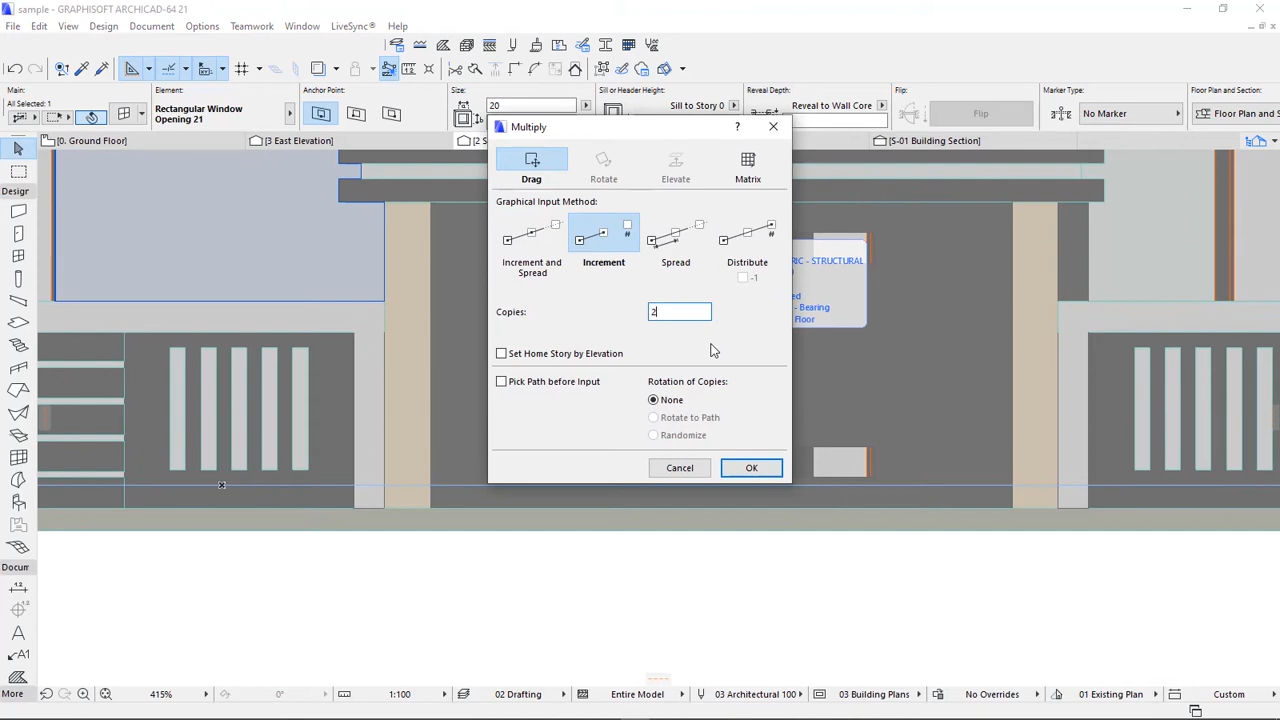 sample - GRAPHISOFT ARCHICAD-64 21
File Edit View Design Document Options Teamwork Window LiveSync® Help
Main:
All Selected: 1
Element:
Rectangular Window
Opening 21
Anchor Point:
Size:
20
Sill or Header Height:
Sill to Story 0
Reveal Depth:
Reveal to Wall Core
Flip:
Flip
Marker Type:
No Marker
Floor Plan and Section:
Floor Plan and S
[0. Ground Floor]
[3 East Elevation]
[2 S
[S-01 Building Section]
Design
Multiply
?
Drag
Rotate
Elevate
Matrix
Graphical Input Method:
Increment and
Spread
Increment
Spread
Distribute
-1
Copies:
2
Set Home Story by Elevation
Pick Path before Input
Rotation of Copies:
None
Rotate to Path
Randomize
Cancel
OK
RIC - STRUCTURAL
ed
- Bearing
Floor
Docum
1.2
A1
More
415%
0°
1:100
02 Drafting
Entire Model
03 Architectural 100
03 Building Plans
No Overrides
01 Existing Plan
Custom